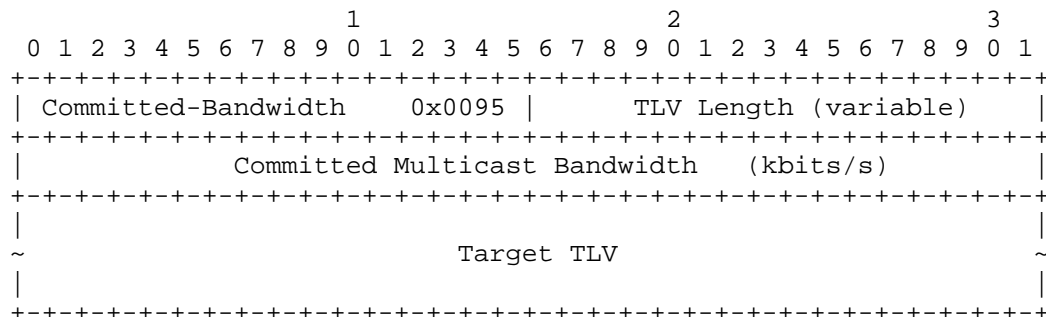 1                   2                   3
 0 1 2 3 4 5 6 7 8 9 0 1 2 3 4 5 6 7 8 9 0 1 2 3 4 5 6 7 8 9 0 1
+-+-+-+-+-+-+-+-+-+-+-+-+-+-+-+-+-+-+-+-+-+-+-+-+-+-+-+-+-+-+-+-+
| Committed-Bandwidth    0x0095 |      TLV Length (variable)    |
+-+-+-+-+-+-+-+-+-+-+-+-+-+-+-+-+-+-+-+-+-+-+-+-+-+-+-+-+-+-+-+-+
|             Committed Multicast Bandwidth   (kbits/s)         |
+-+-+-+-+-+-+-+-+-+-+-+-+-+-+-+-+-+-+-+-+-+-+-+-+-+-+-+-+-+-+-+-+
|                                                               |
~                           Target TLV                          ~
|                                                               |
+-+-+-+-+-+-+-+-+-+-+-+-+-+-+-+-+-+-+-+-+-+-+-+-+-+-+-+-+-+-+-+-+